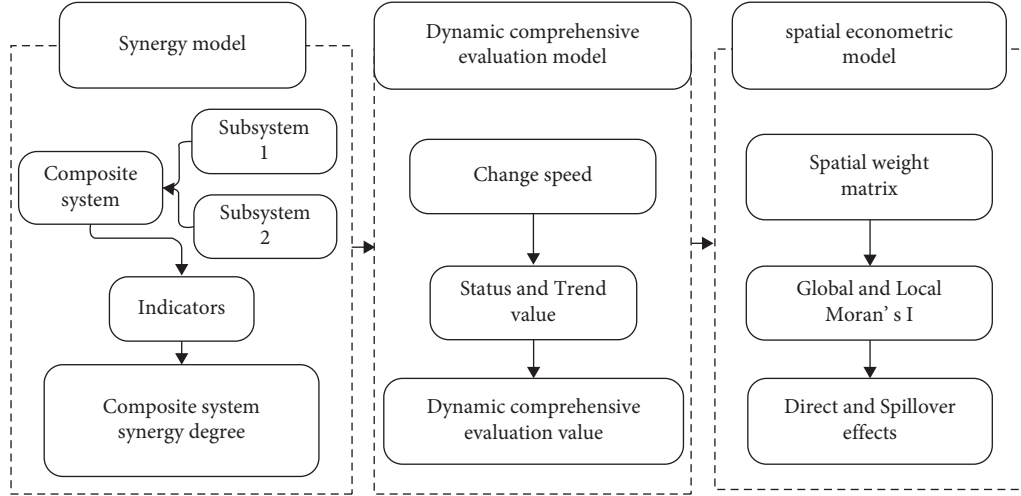 Synergy model
Subsystem
1
Composite
system
Subsystem
2
Indicators
Composite system
synergy degree
Dynamic comprehensive
evaluation model
Change speed
Status and Trend
value
Dynamic comprehensive
evaluation value
spatial econometric
model
Spatial weight
matrix
Global and Local
Moran’ s I
Direct and Spillover
effects